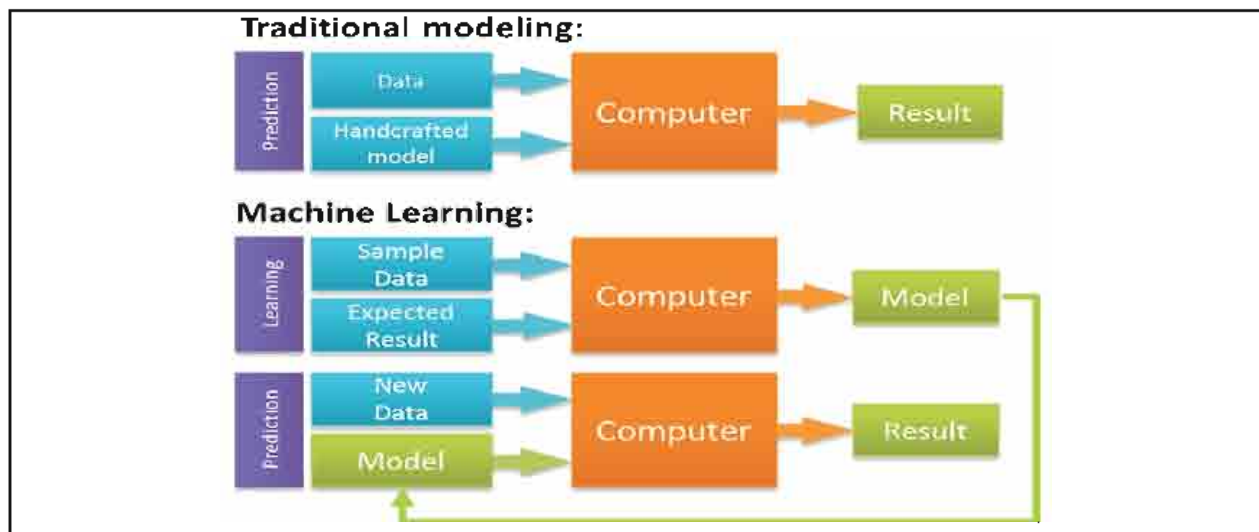 Traditional modeling:
Prediction
Data
Handcrafted
model
Computer
Result
Machine Learning:
Learning
Sample
Data
Expected
Result
Computer
Model
Prediction
New
Data
Model
Computer
Result